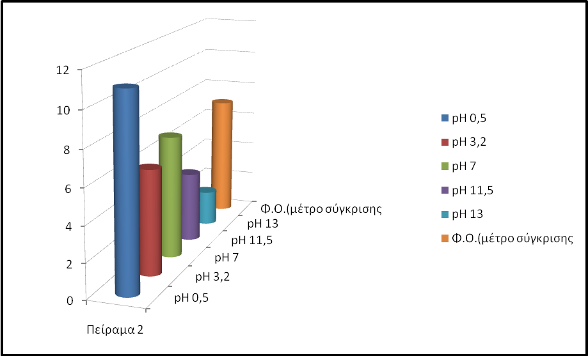 12
10
8
6
4
2
0
Πείραμα 2
pH 0,5
pH 3,2
pH 7
pH 11,5
pH 13
Φ.Ο.(μέτρο σύγκρισης
pH 0,5
pH 3,2
pH 7
pH 11,5
pH 13
Φ.Ο.(μέτρο σύγκρισης